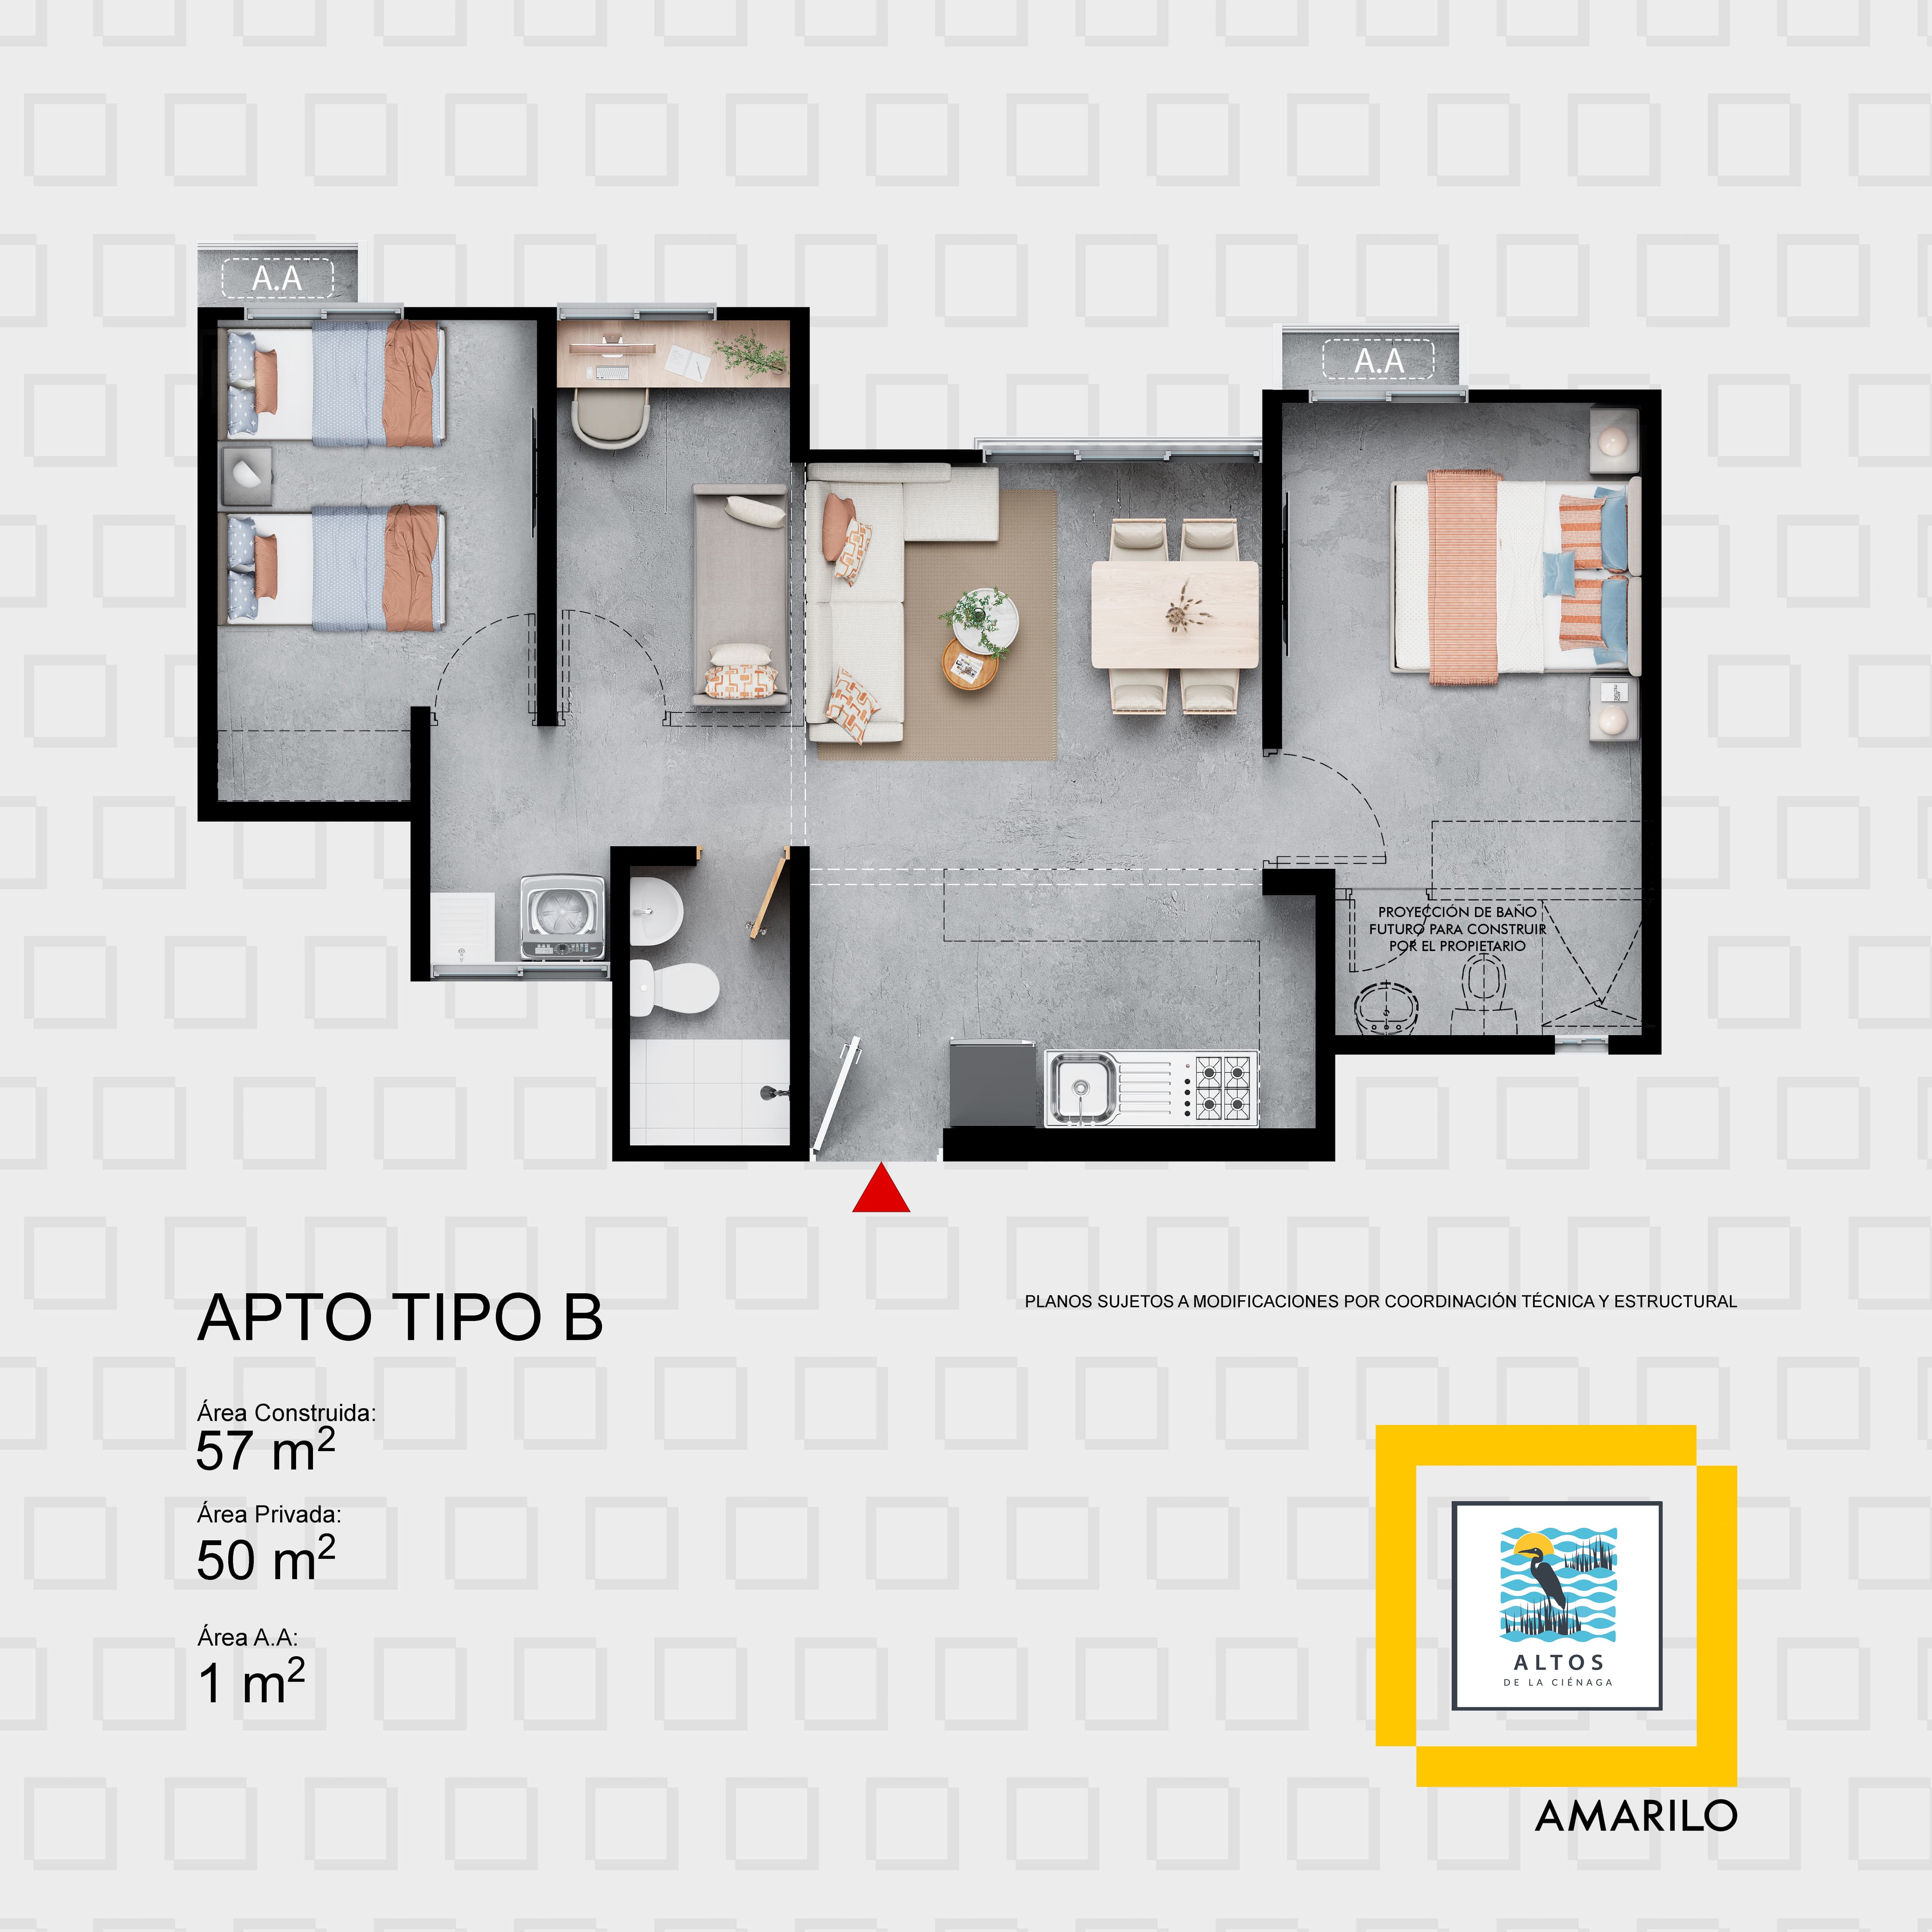 A.A
A.A
PROYECCIÓN DE BAÑO
FUTURO PARA CONSTRUIR
POR EL PROPIETARIO
APTO TIPO B
PLANOS SUJETOS A MODIFICACIONES POR COORDINACIÓN TÉCNICA Y ESTRUCTURAL
Área Construida:
57 m²
Área Privada:
50 m²
Área A.A:
1 m²
ALTOS
DE LA CIÉNAGA
AMARILO